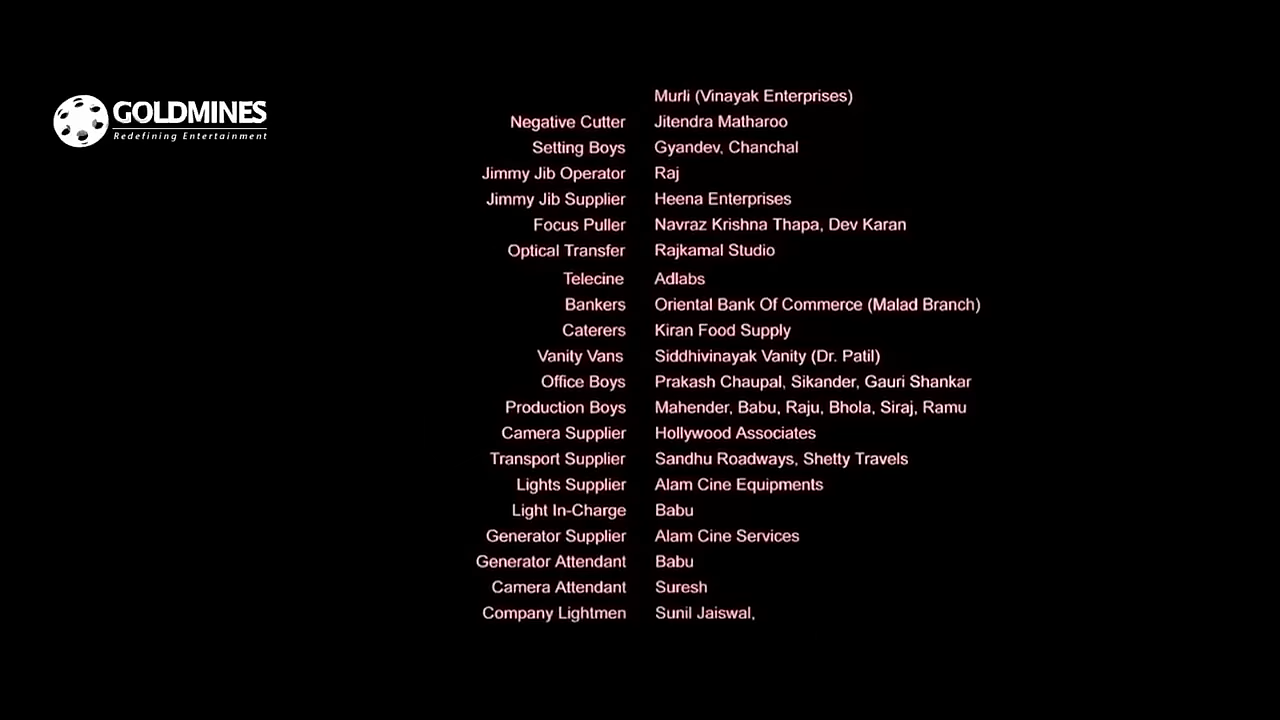 GOLDMINES
Redefining Entertainment
Murli (Vinayak Enterprises)
Negative Cutter Jitendra Matharoo
Setting Boys Gyandev, Chanchal
Jimmy Jib Operator Raj
Jimmy Jib Supplier Heena Enterprises
Focus Puller Navraz Krishna Thapa, Dev Karan
Optical Transfer Rajkamal Studio
Telecine Adlabs
Bankers Oriental Bank Of Commerce (Malad Branch)
Caterers Kiran Food Supply
Vanity Vans Siddhivinayak Vanity (Dr. Patil)
Office Boys Prakash Chaupal, Sikander, Gauri Shankar
Production Boys Mahender, Babu, Raju, Bhola, Siraj, Ramu
Camera Supplier Hollywood Associates
Transport Supplier Sandhu Roadways, Shetty Travels
Lights Supplier Alam Cine Equipments
Light In-Charge Babu
Generator Supplier Alam Cine Services
Generator Attendant Babu
Camera Attendant Suresh
Company Lightmen Sunil Jaiswal,